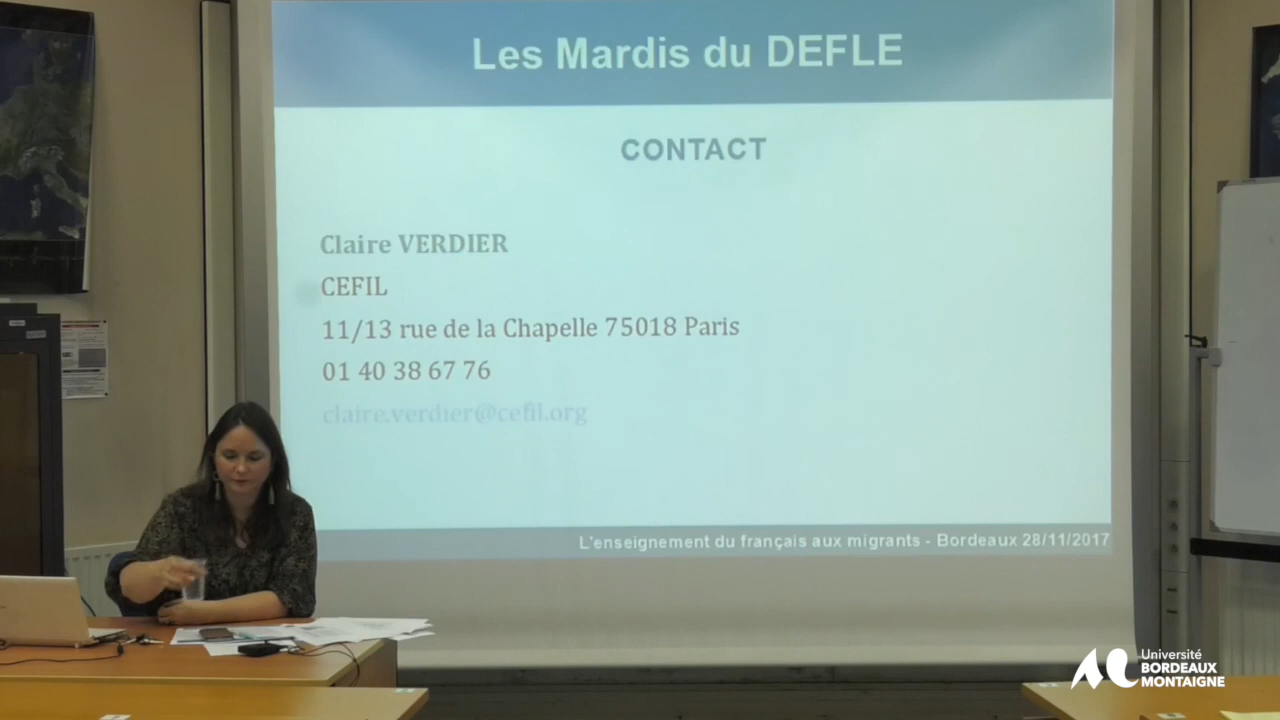 Les Mardis du DEFLE
CONTACT
Claire VERDIER
CEFIL
11/13 rue de la Chapelle 75018 Paris
01 40 38 67 76
claire.verdier@cefil.org
L'enseignement du français aux migrants - Bordeaux 28/11/2017
Université
BORDEAUX
MONTAIGNE